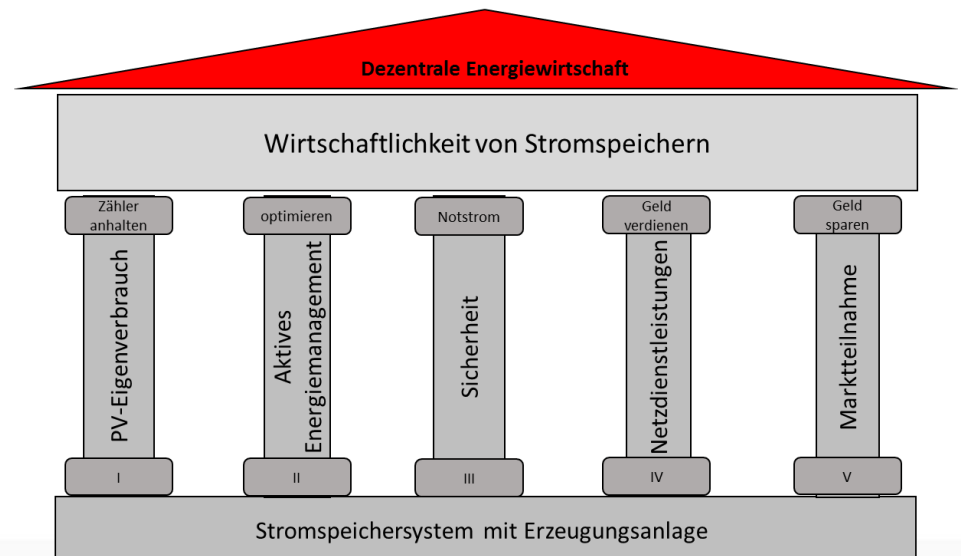 Dezentrale Energiewirtschaft
Wirtschaftlichkeit von Stromspeichern
Zähler
anhalten
optimieren
Notstrom
Geld
verdienen
Geld
sparen
PV-Eigenverbrauch
Aktives
Energiemanagement
Sicherheit
Netzdienstleistungen
Marktteilnahme
I
II
III
IV
V
Stromspeichersystem mit Erzeugungsanlage